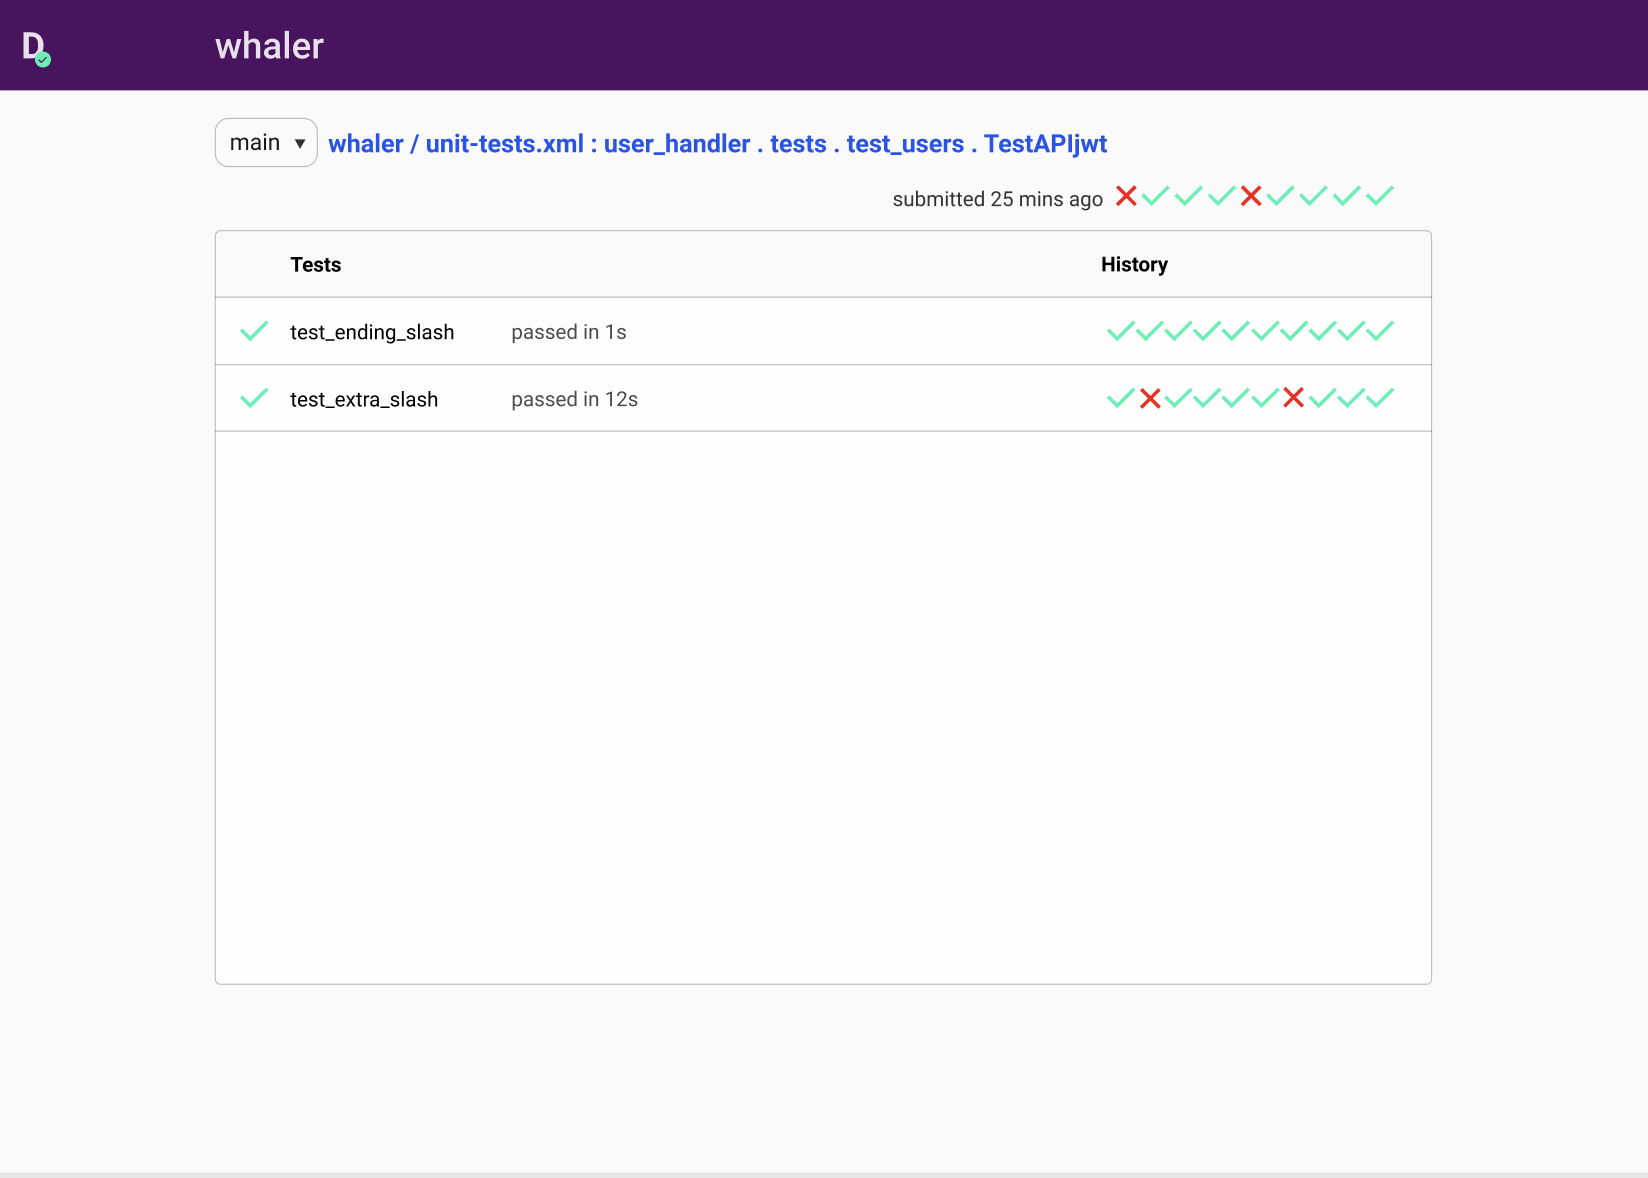 D
whaler
main ▾ whaler / unit-tests.xml : user_handler . tests . test_users . TestAPIjwt
submitted 25 mins ago
Tests History
test_ending_slash passed in 1s
test_extra_slash passed in 12s